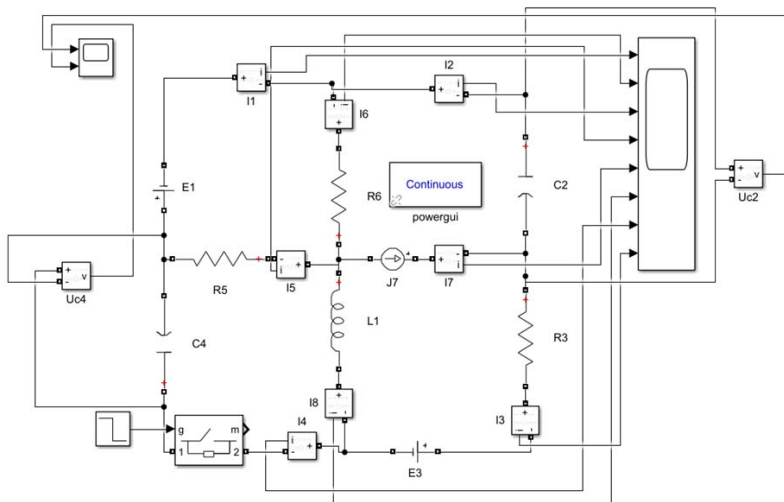 I1
i
+
-
I2
i
+
-
I6
+
-
i
E1
+
R6
Continuous
powergui
C2
+
-
v
Uc2
+
-
v
Uc4
R5
-
i
+
I5
J7
+
-
i
I7
L1
R3
C4
I8
+
-
i
I3
+
-
i
g
m
1
2
I4
i
-
+
E3
+